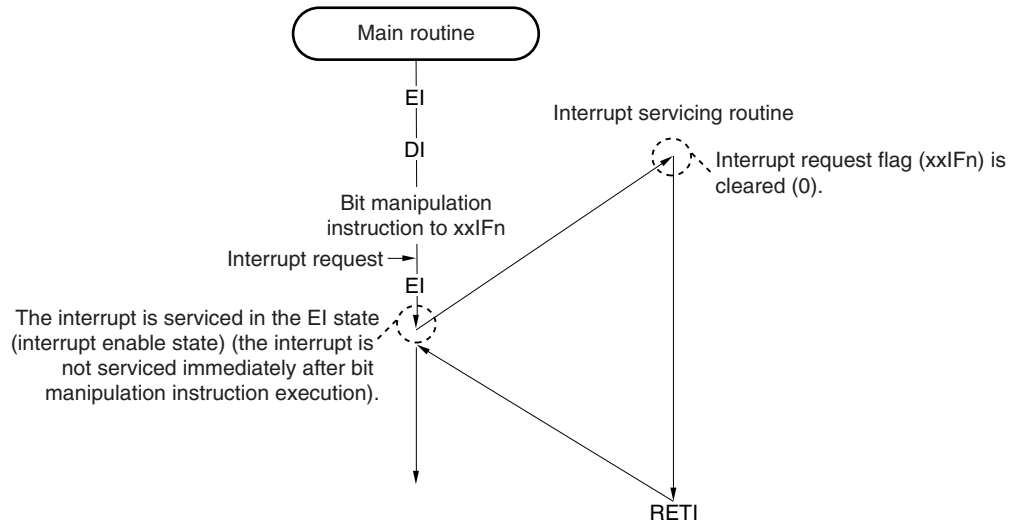 Main routine
EI
Interrupt servicing routine
DI
Interrupt request flag (xxIFn) is
cleared (0).
Bit manipulation
instruction to xxIFn
Interrupt request
EI
The interrupt is serviced in the EI state
(interrupt enable state) (the interrupt is
not serviced immediately after bit
manipulation instruction execution).
RETI